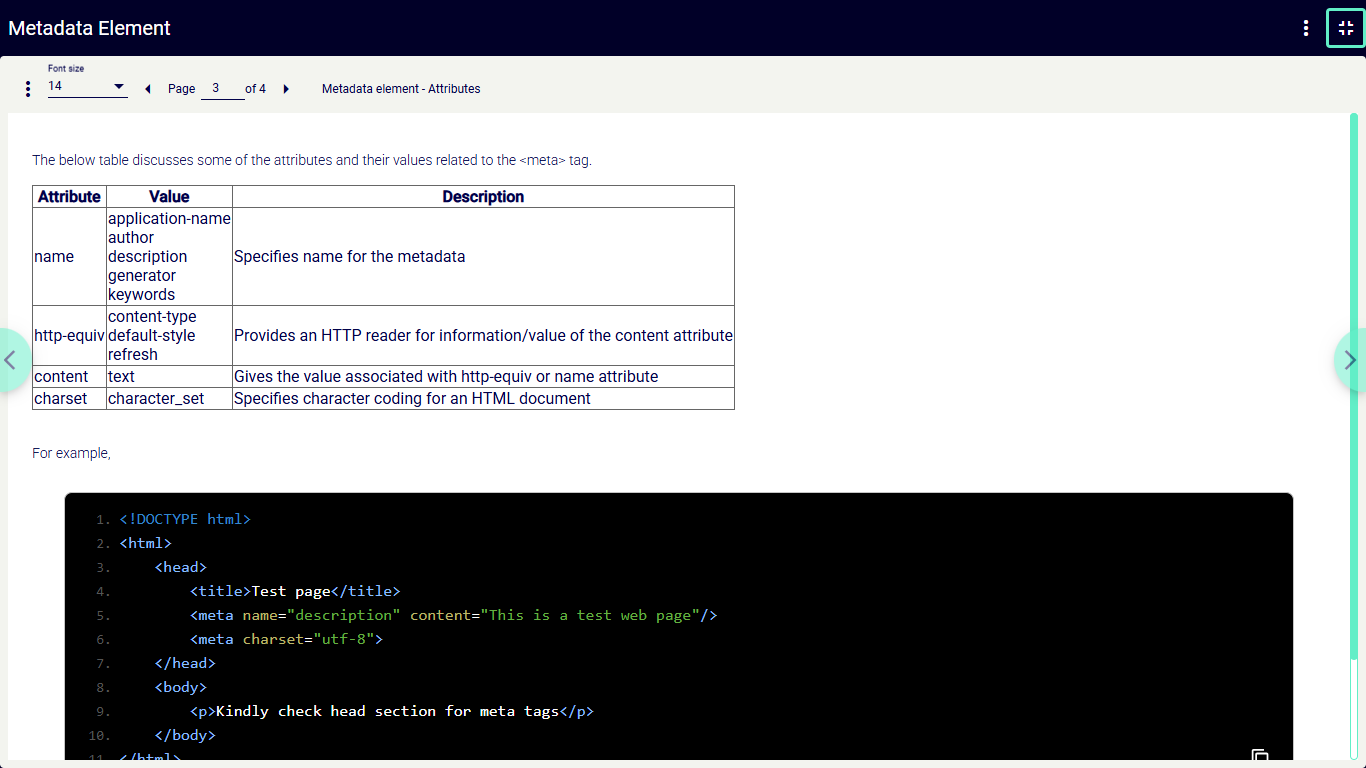 Metadata Element
Font size
14
Page 3 of 4
Metadata element - Attributes
The below table discusses some of the attributes and their values related to the <meta> tag.
Attribute Value Description
name
application-name
author
description
generator
keywords
Specifies name for the metadata
http-equiv
content-type
default-style
refresh
Provides an HTTP reader for information/value of the content attribute
content text Gives the value associated with http-equiv or name attribute
charset character_set Specifies character coding for an HTML document
For example,
1. <!DOCTYPE html>
2. <html>
3. <head>
4. <title>Test page</title>
5. <meta name="description" content="This is a test web page"/>
6. <meta charset="utf-8">
7. </head>
8. <body>
9. <p>Kindly check head section for meta tags</p>
10. </body>
11. </html>